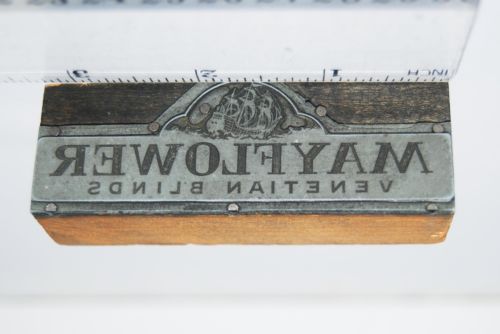 3 2 1 INCH
MAYFLOWER
VENETIAN BLINDS